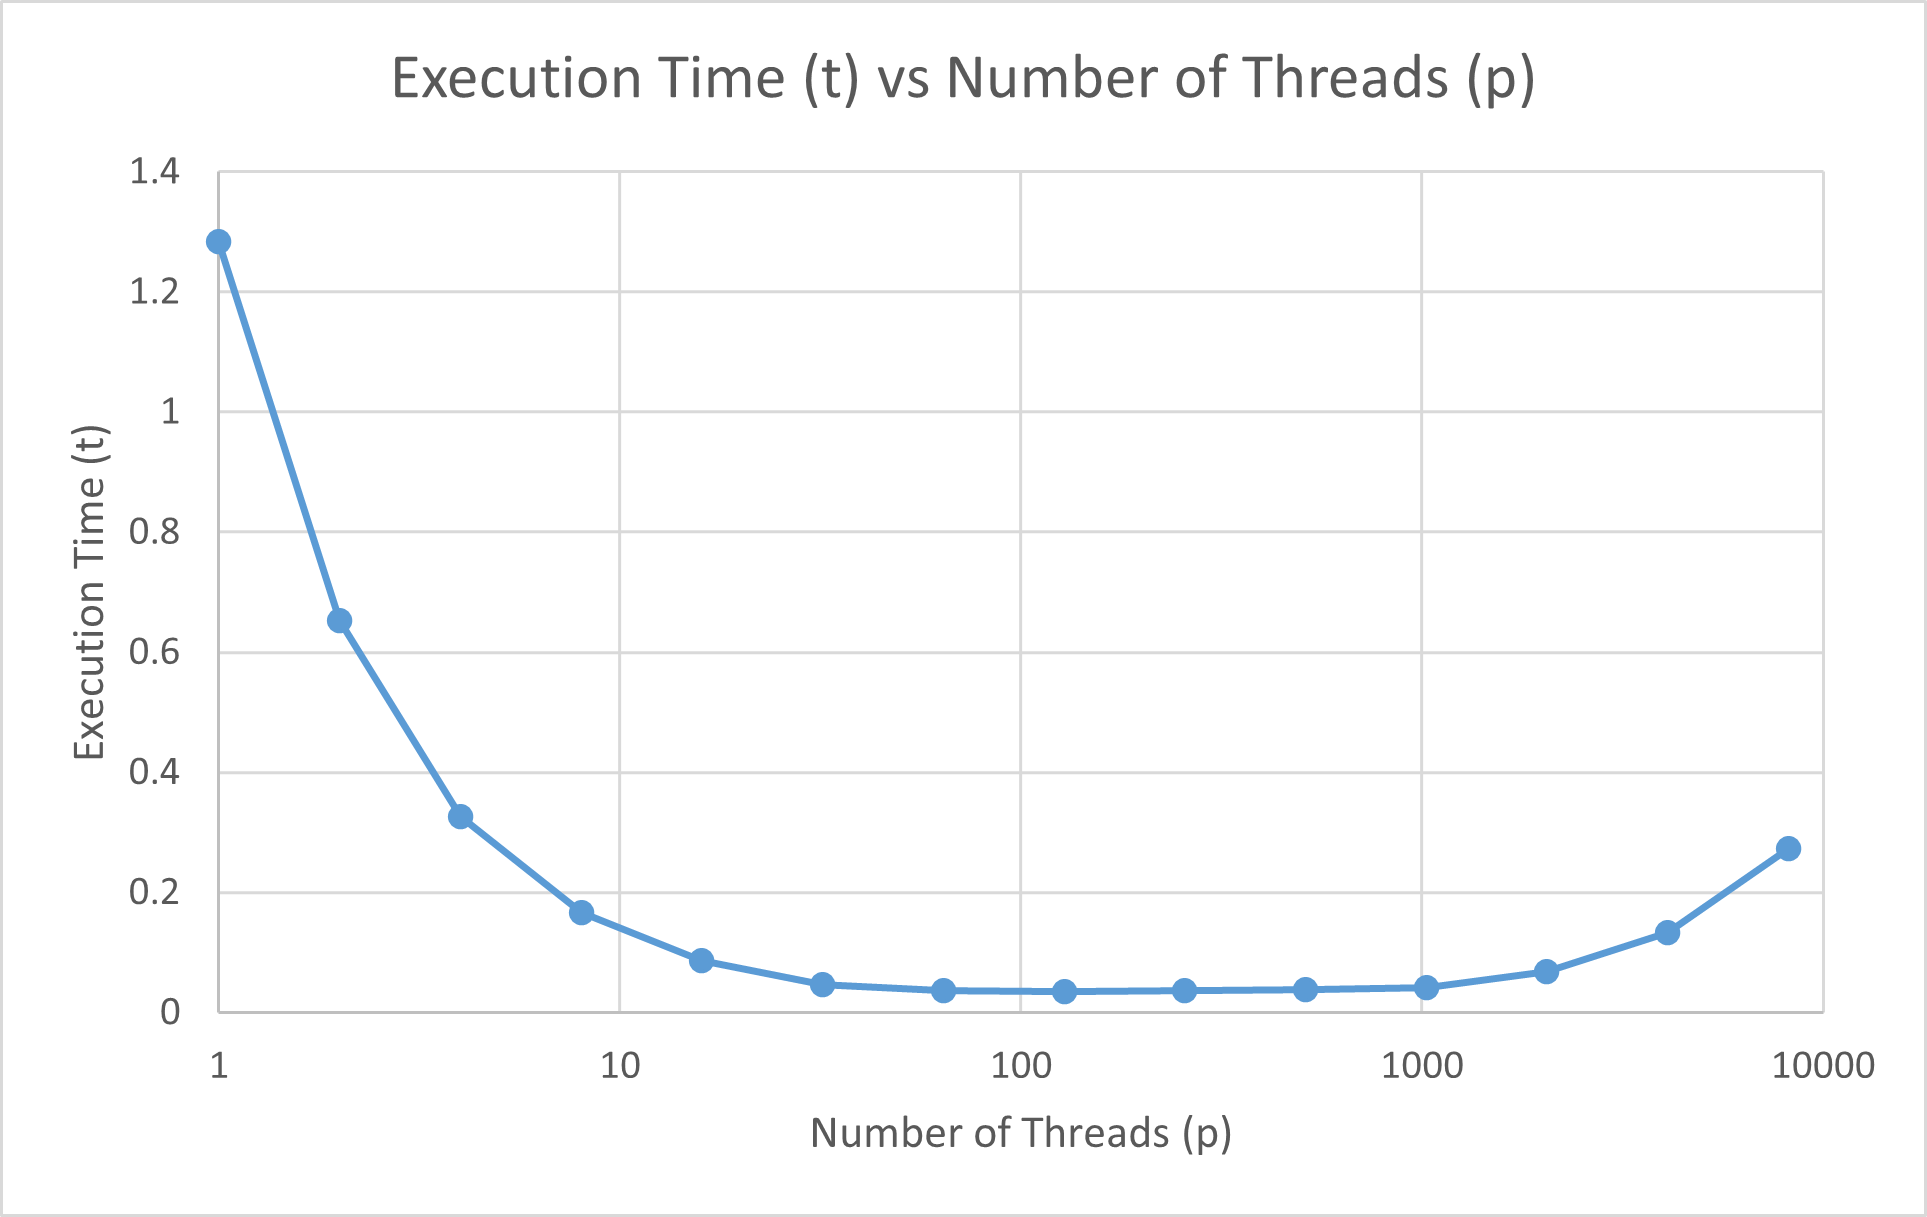 Execution Time (t) vs Number of Threads (p)
1.4
1.2
1
0.8
0.6
0.4
0.2
0
Execution Time (t)
1 10 100 1000 10000
Number of Threads (p)